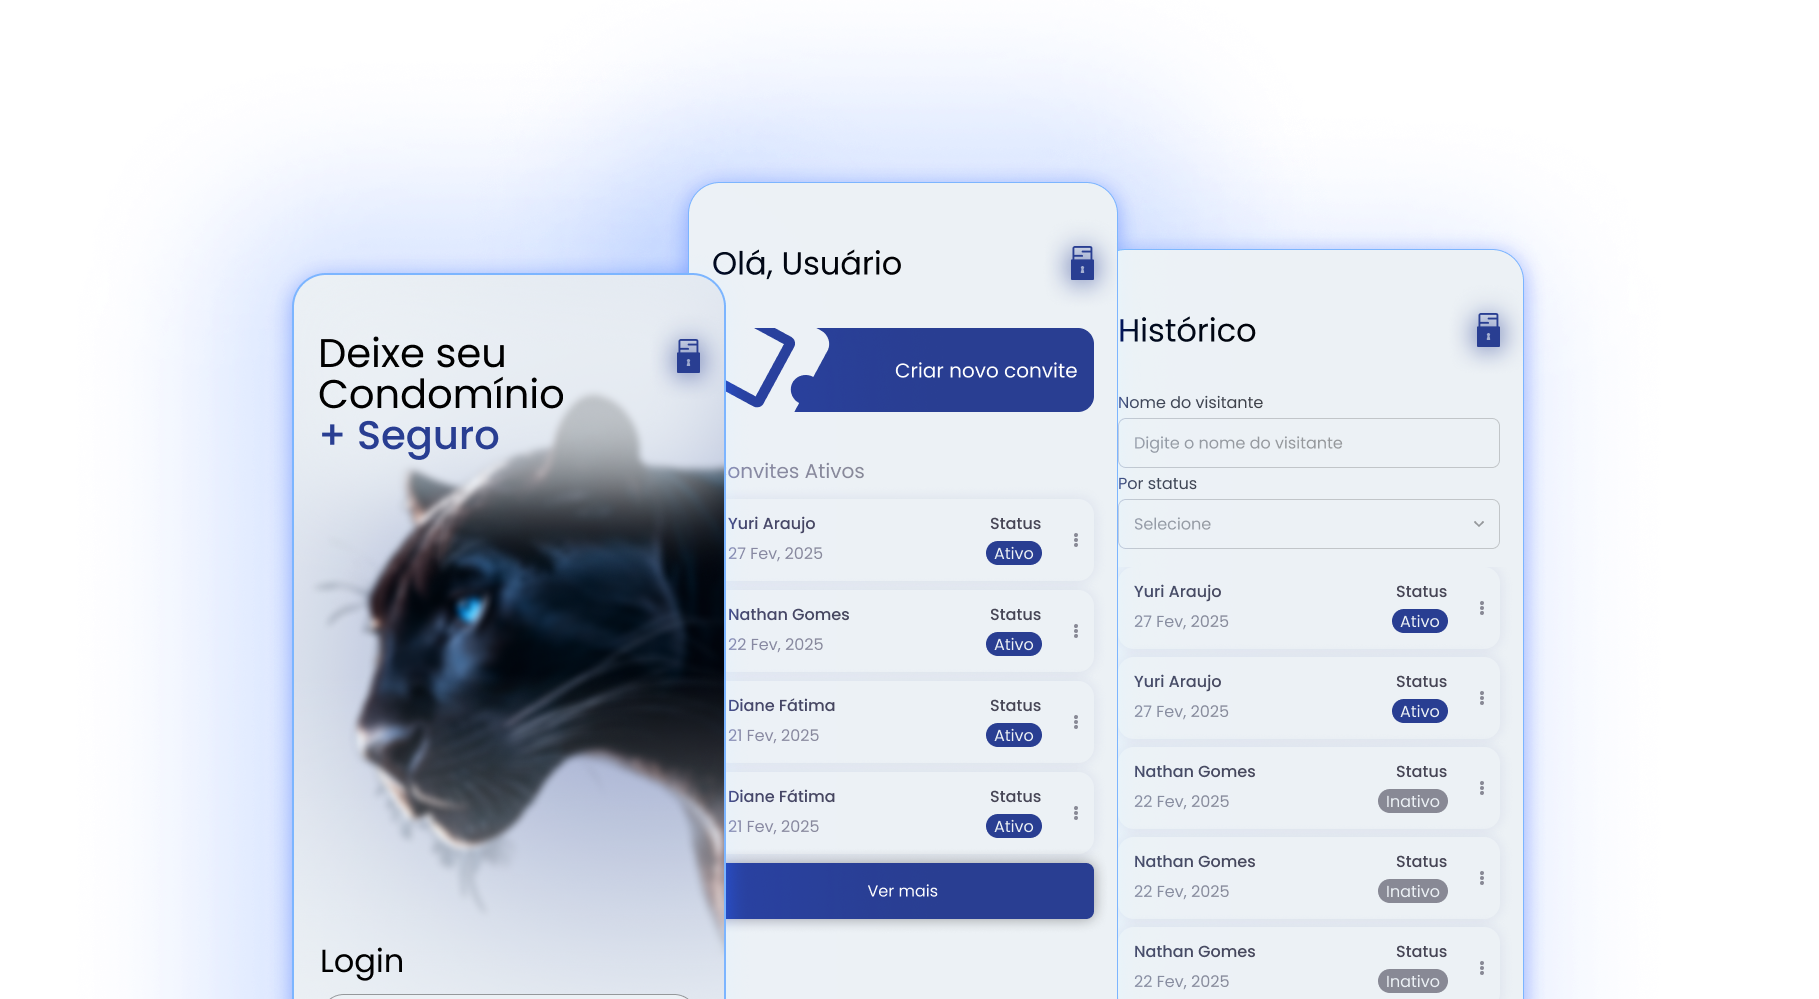 Deixe seu
Condomínio
+ Seguro
Login
Olá, Usuário
Criar novo convite
onvites Ativos
Yuri Araujo
Status
27 Fev, 2025
Ativo
Nathan Gomes
Status
22 Fev, 2025
Ativo
Diane Fátima
Status
21 Fev, 2025
Ativo
Diane Fátima
Status
21 Fev, 2025
Ativo
Ver mais
Histórico
Nome do visitante
Digite o nome do visitante
Por status
Selecione
Yuri Araujo
Status
27 Fev, 2025
Ativo
Yuri Araujo
Status
27 Fev, 2025
Ativo
Nathan Gomes
Status
22 Fev, 2025
Inativo
Nathan Gomes
Status
22 Fev, 2025
Inativo
Nathan Gomes
Status
22 Fev, 2025
Inativo